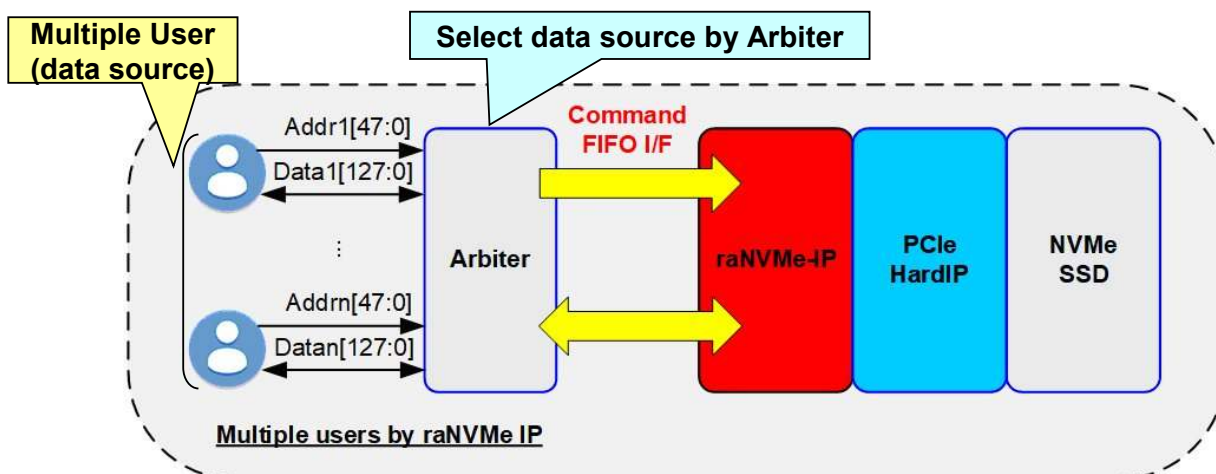 Multiple User
(data source)
Select data source by Arbiter
Addr1[47:0]
Data1[127:0]
⋮
Addrn[47:0]
Datan[127:0]
Arbiter
Command
FIFO I/F
raNVMe-IP
PCIe
HardIP
NVMe
SSD
Multiple users by raNVMe IP